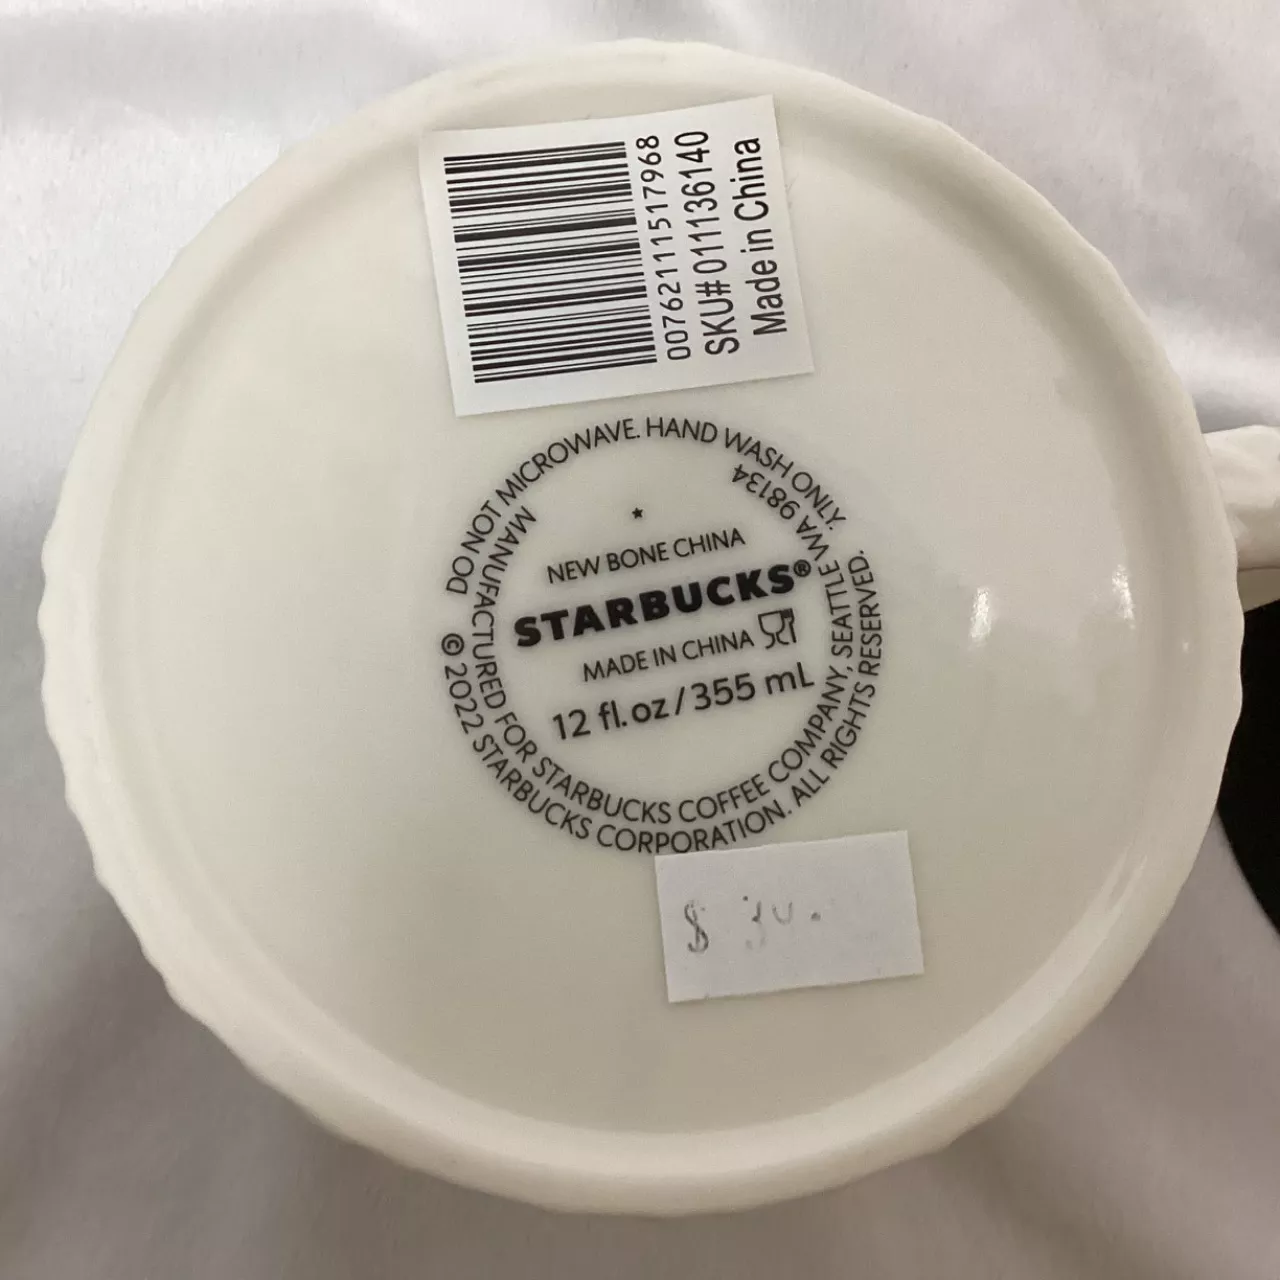 00762111517968
SKU#011136140
Made in China
DO NOT MICROWAVE. HAND WASH ONLY.
MANUFACTURED FOR STARBUCKS COFFEE COMPANY, SEATTLE WA 98134
© 2022 STARBUCKS CORPORATION. ALL RIGHTS RESERVED.
NEW BONE CHINA
STARBUCKS®
MADE IN CHINA
12 fl.oz/355 mL
$